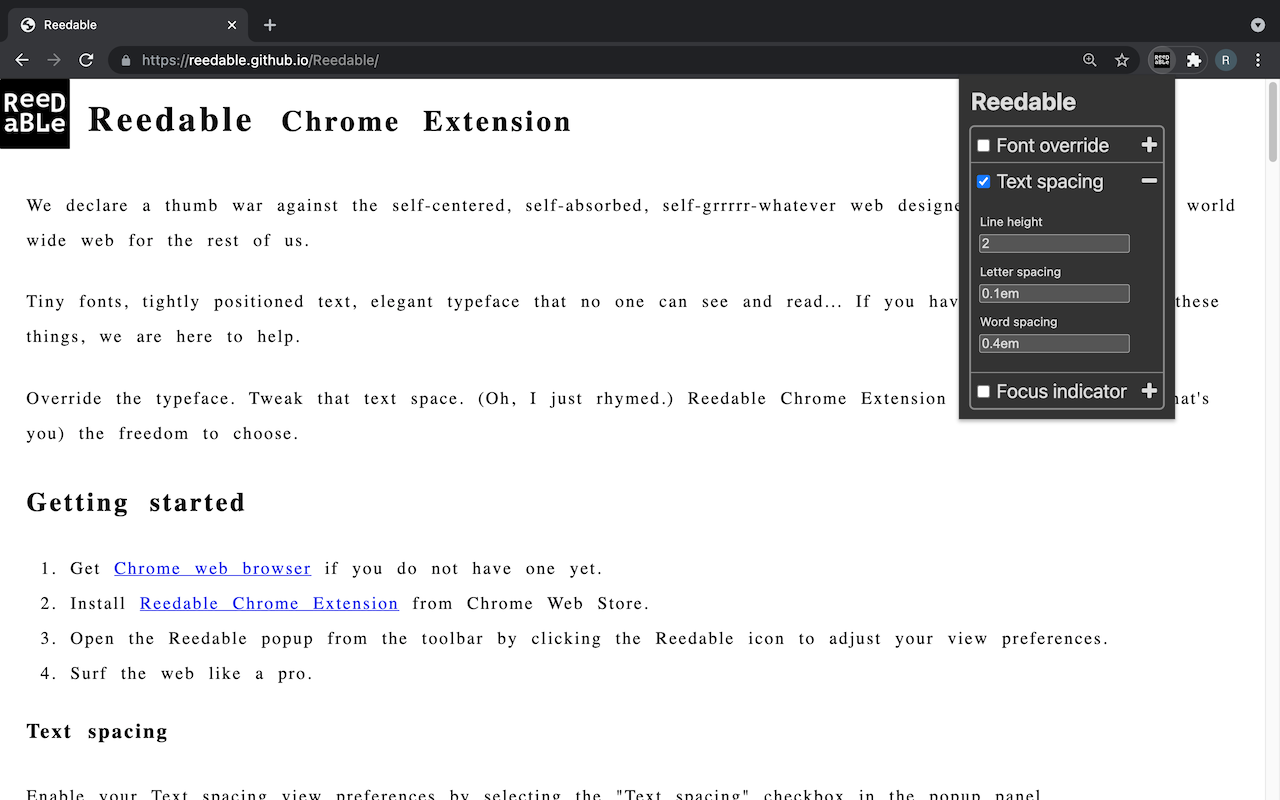 Reedable
https://reedable.github.io/Reedable/
REEDABLE
R
ReeD
aBLe
Reedable Chrome Extension
We declare a thumb war against the self-centered, self-absorbed, self-grrrrr-whatever web designe world
wide web for the rest of us.
Tiny fonts, tightly positioned text, elegant typeface that no one can see and read... If you hav these
things, we are here to help.
Override the typeface. Tweak that text space. (Oh, I just rhymed.) Reedable Chrome Extension hat's
you) the freedom to choose.
Getting started
1. Get Chrome web browser if you do not have one yet.
2. Install Reedable Chrome Extension from Chrome Web Store.
3. Open the Reedable popup from the toolbar by clicking the Reedable icon to adjust your view preferences.
4. Surf the web like a pro.
Text spacing
Enable your Text spacing view preferences by selecting the "Text spacing" checkbox in the popup panel
Reedable
Font override
Text spacing
Line height
2
Letter spacing
0.1em
Word spacing
0.4em
Focus indicator